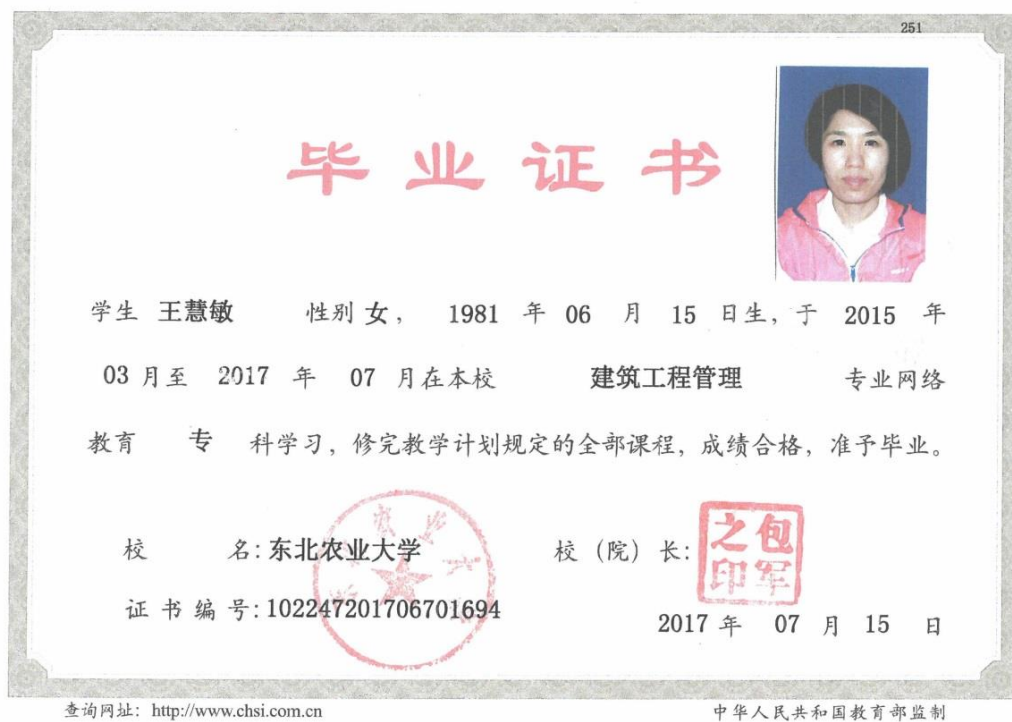 251
毕业证书
学生 王慧敏 性别 女， 1981 年 06 月 15 日生，于 2015 年
03 月至 2017 年 07 月在本校 建筑工程管理 专业网络
教育 专 科学习，修完教学计划规定的全部课程，成绩合格，准予毕业。
校 名：东北农业大学 校（院）长：
包军之印
证书编号：102247201706701694
2017 年 07 月 15 日
查询网址：http://www.chsi.com.cn 中华人民共和国教育部监制